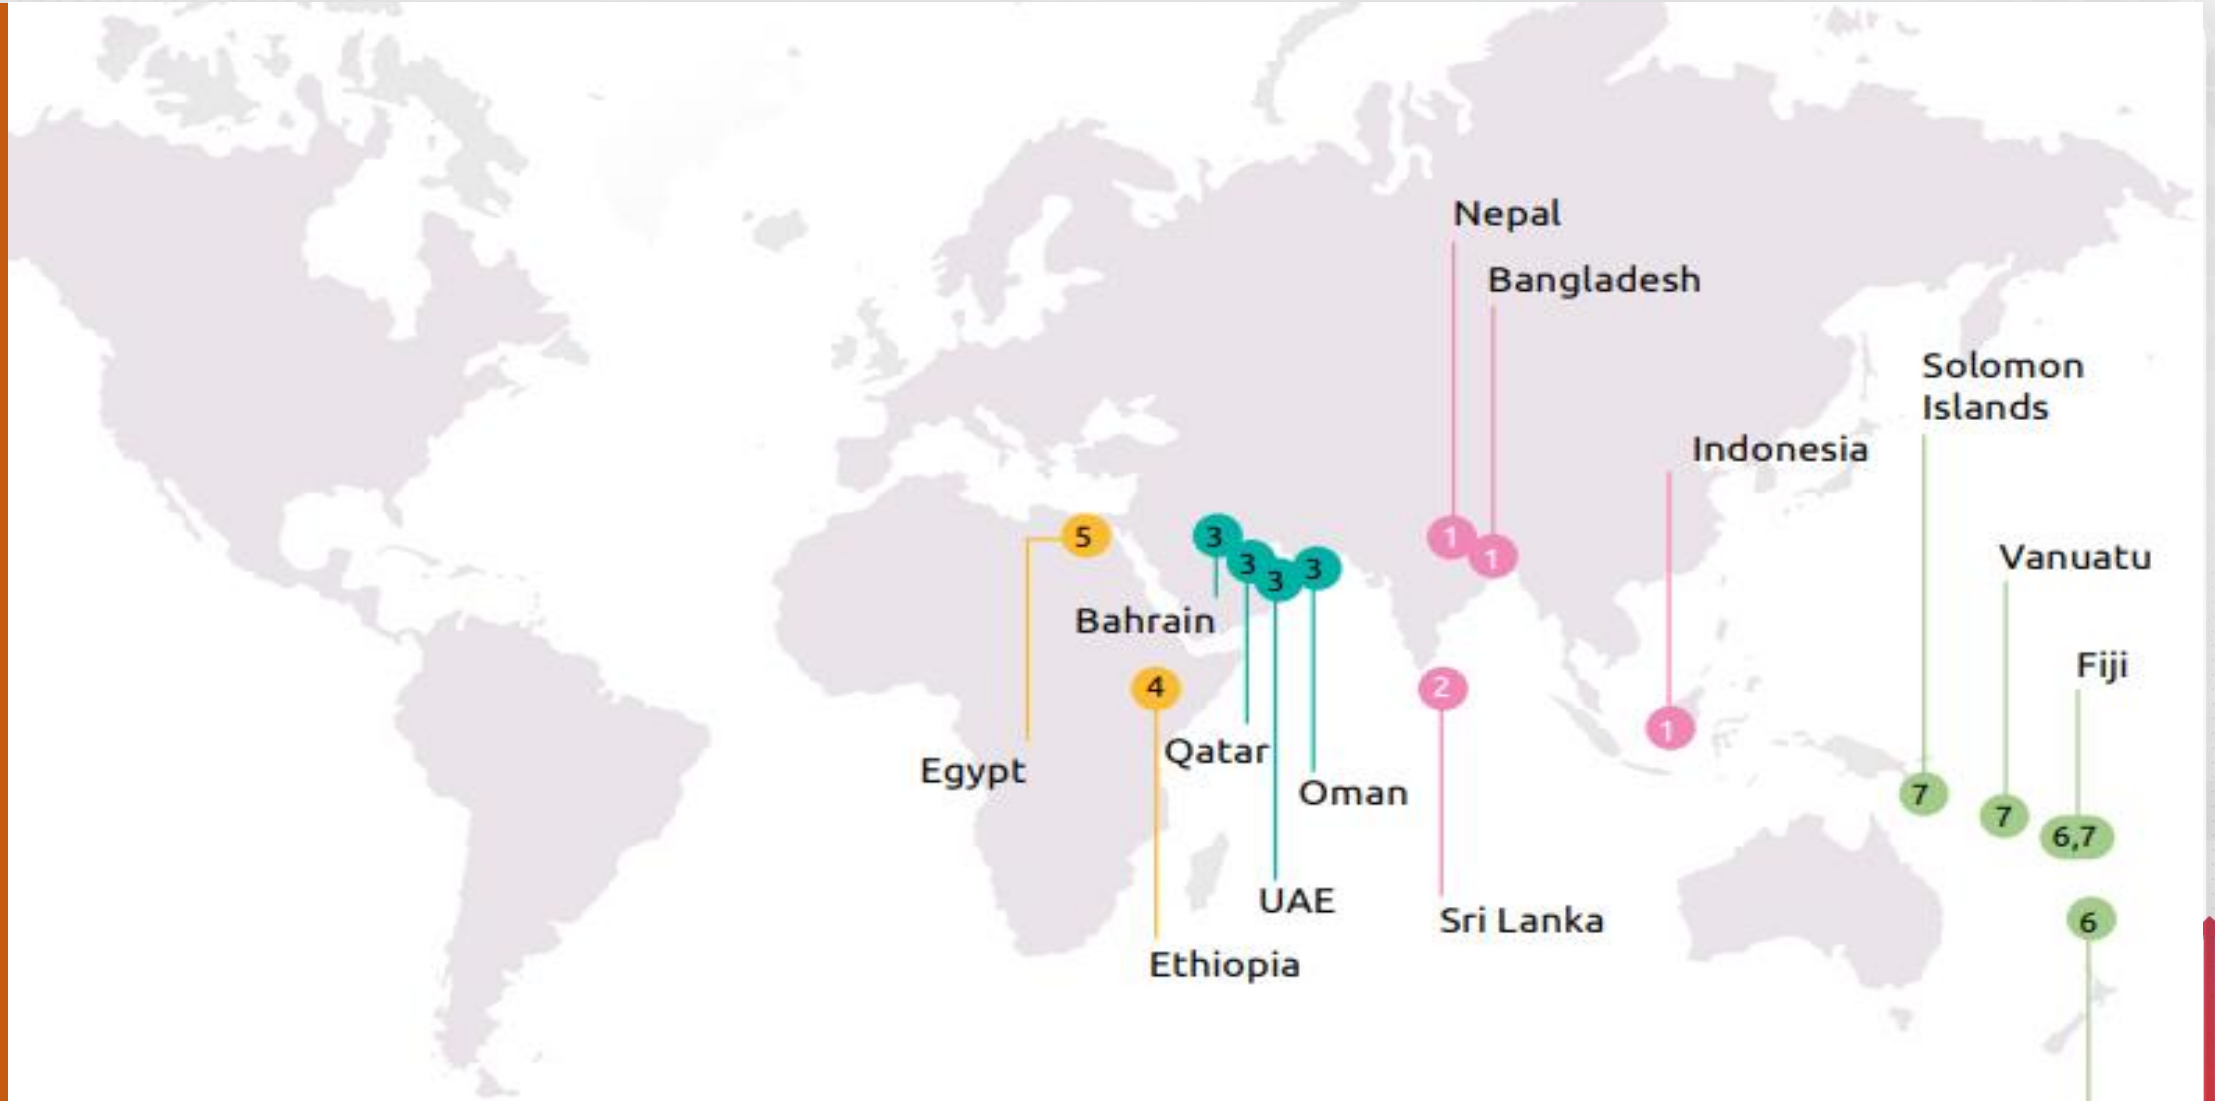 Nepal
Bangladesh
Solomon
Islands
Indonesia
5
3
3
3
3
1
1
Vanuatu
Bahrain
Fiji
4
2
1
Qatar
Egypt
Oman
7
7
6,7
UAE
Sri Lanka
6
Ethiopia